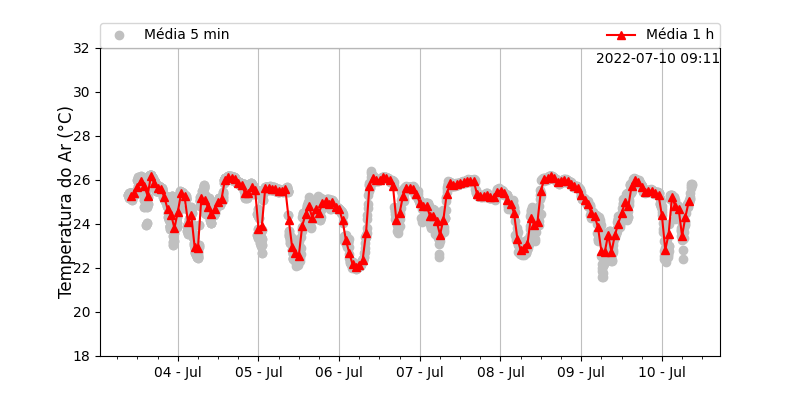 Média 5 min
Média 1 h
2022-07-10 09:11
Temperatura do Ar (°C)
32
30
28
26
24
22
20
18
04 - Jul
05 - Jul
06 - Jul
07 - Jul
08 - Jul
09 - Jul
10 - Jul